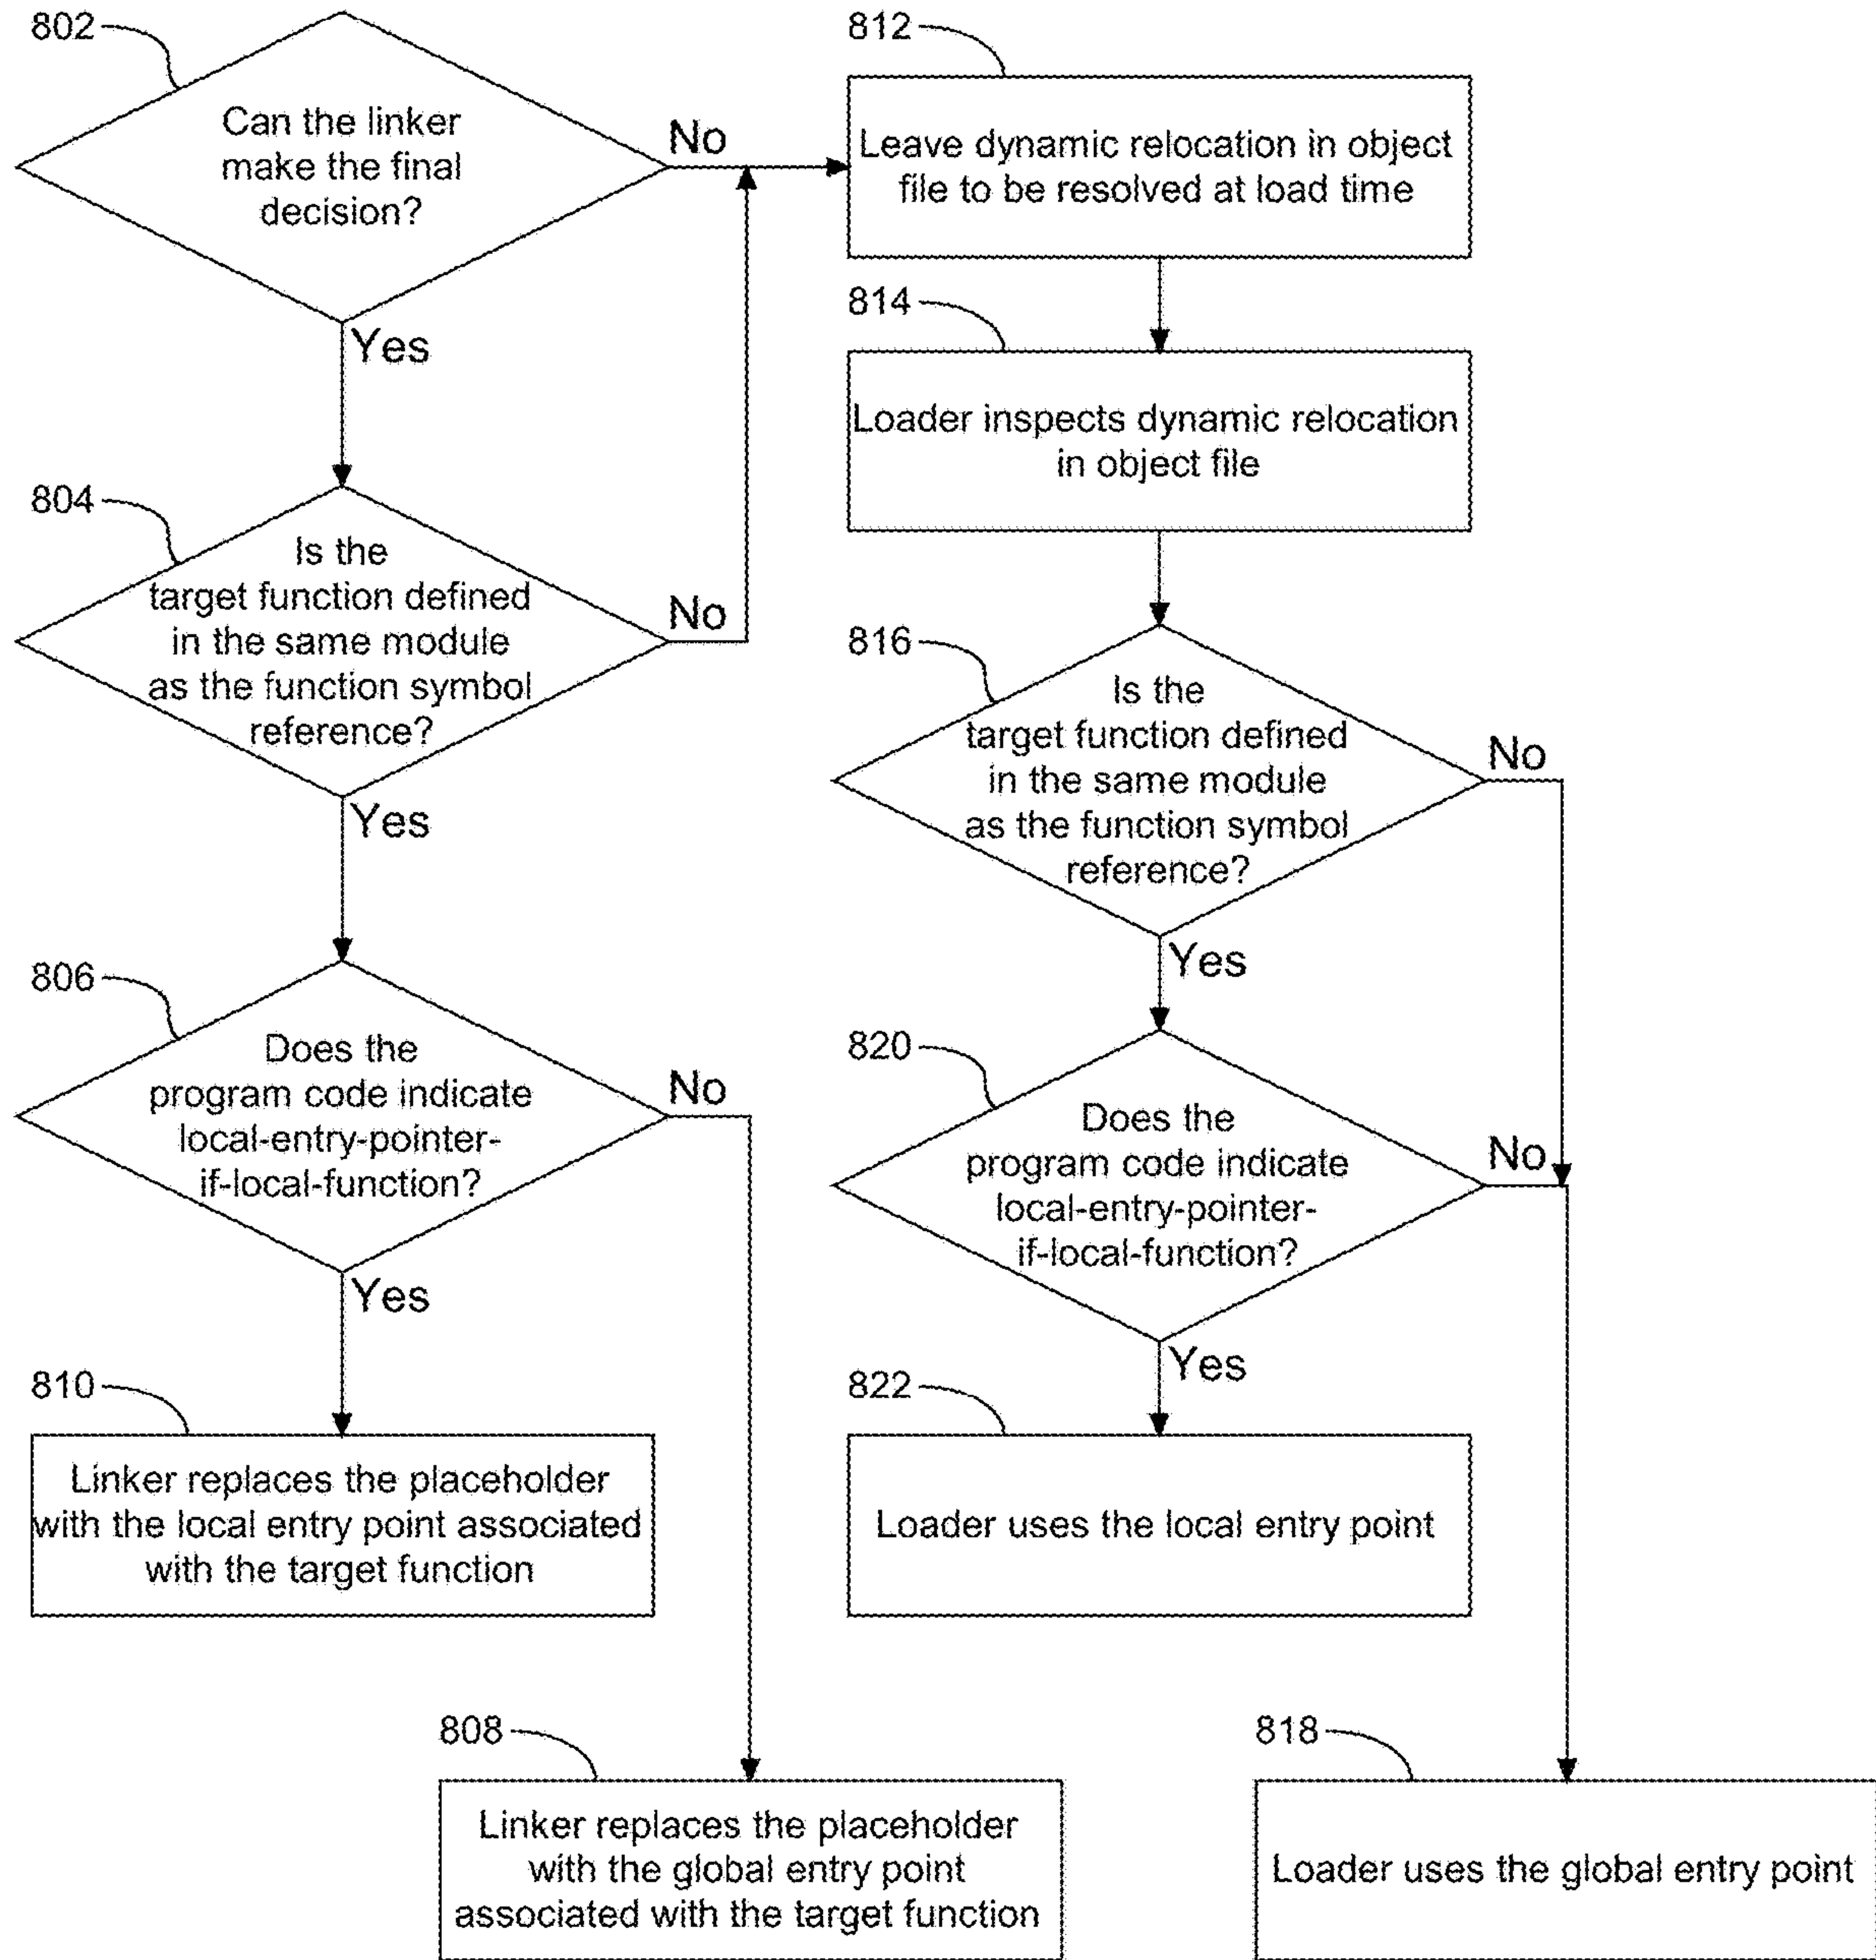 802
Can the linker
make the final
decision?
No
Yes
804
Is the
target function defined
in the same module
as the function symbol
reference?
No
Yes
806
Does the
program code indicate
local-entry-pointer-
if-local-function?
No
Yes
810
Linker replaces the placeholder
with the local entry point associated
with the target function
808
Linker replaces the placeholder
with the global entry point
associated with the target function
812
Leave dynamic relocation in object
file to be resolved at load time
814
Loader inspects dynamic relocation
in object file
816
Is the
target function defined
in the same module
as the function symbol
reference?
No
Yes
820
Does the
program code indicate
local-entry-pointer-
if-local-function?
No
Yes
822
Loader uses the local entry point
818
Loader uses the global entry point